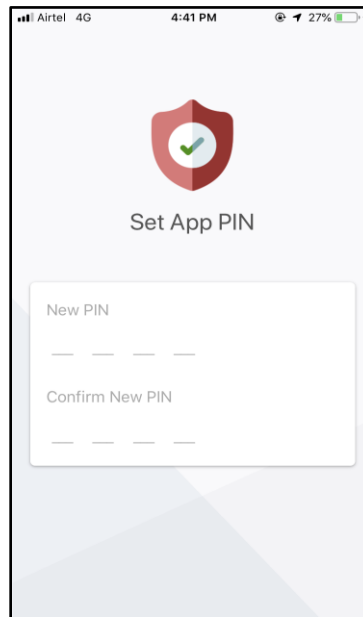 Airtel 4G 4:41 PM 27%
Set App PIN
New PIN
Confirm New PIN